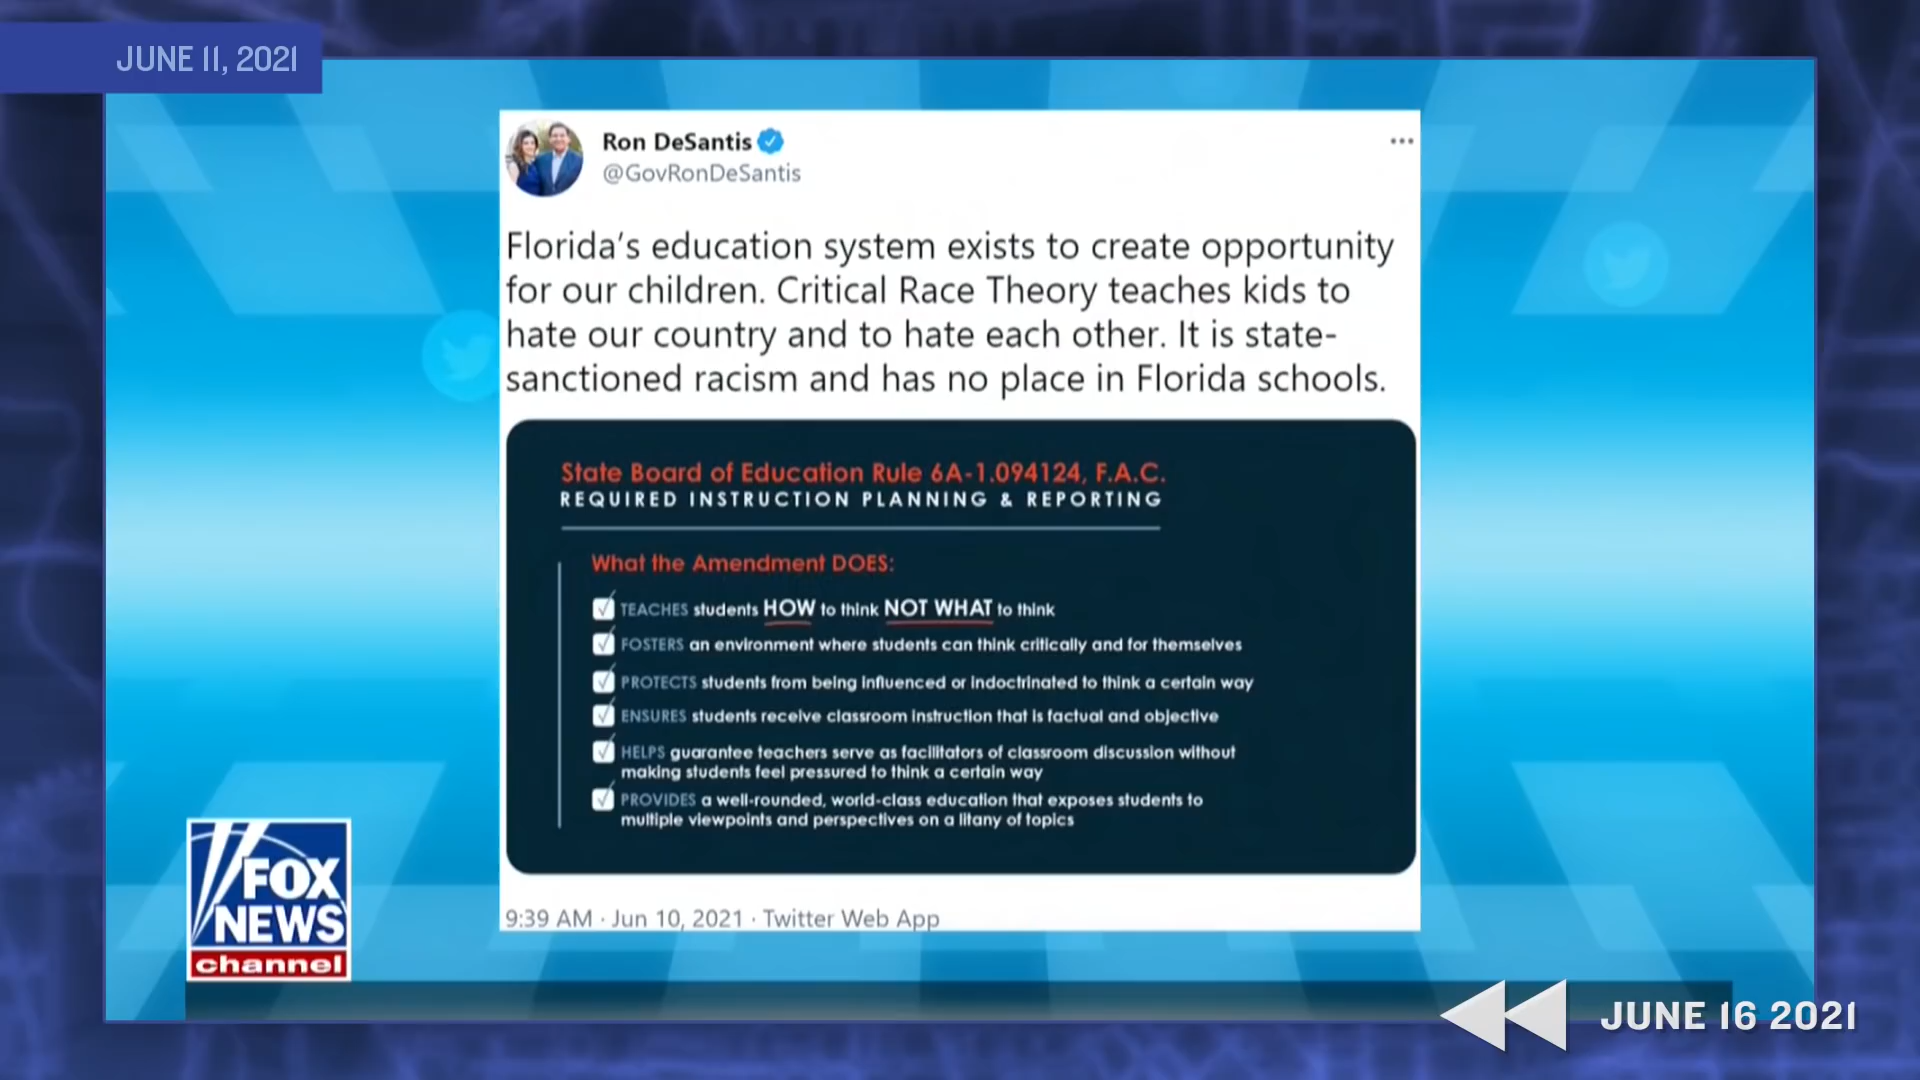 JUNE 11, 2021
Ron DeSantis
@GovRonDeSantis
Florida's education system exists to create opportunity
for our children. Critical Race Theory teaches kids to
hate our country and to hate each other. It is state-
sanctioned racism and has no place in Florida schools.
State Board of Education Rule 6A-1.094124, F.A.C.
REQUIRED INSTRUCTION PLANNING & REPORTING
What the Amendment DOES:
TEACHES students HOW to think NOT WHAT to think
FOSTERS an environment where students can think critically and for themselves
PROTECTS students from being influenced or indoctrinated to think a certain way
ENSURES students receive classroom instruction that is factual and objective
HELPS guarantee teachers serve as facilitators of classroom discussion without
making students feel pressured to think a certain way
PROVIDES a well-rounded, world-class education that exposes students to
multiple viewpoints and perspectives on a litany of topics
9:39 AM · Jun 10, 2021 · Twitter Web App
FOX
NEWS
channel
JUNE 16 2021